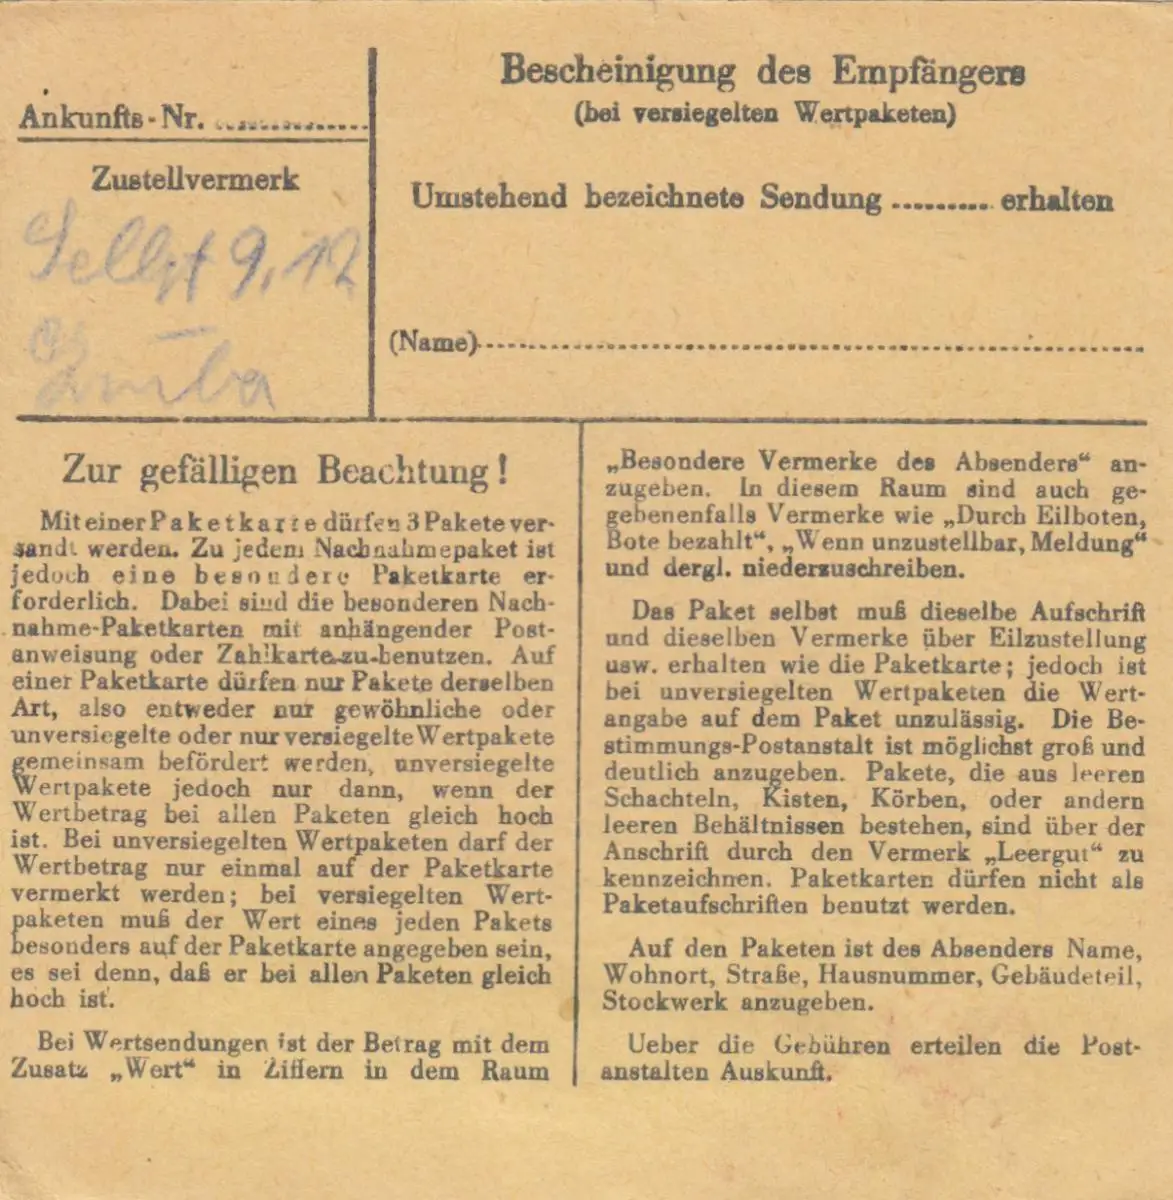 Ankunfts-Nr. ................
Zustellvermerk
Selbst 9.12
Bescheinigung des Empfängers
(bei versiegelten Wertpaketen)
Umstehend bezeichnete Sendung .......... erhalten
(Name)................................................................
Zur gefälligen Beachtung!
Mit einer Paketkarte dürfen 3 Pakete ver-
sandt werden. Zu jedem Nachnahmepaket ist
jedoch eine besondere Paketkarte er-
forderlich. Dabei sind die besonderen Nach-
nahme-Paketkarten mit anhängender Post-
anweisung oder Zahlkarte zu benutzen. Auf
einer Paketkarte dürfen nur Pakete derselben
Art, also entweder nur gewöhnliche oder
unversiegelte oder nur versiegelte Wertpakete
gemeinsam befördert werden, unversiegelte
Wertpakete jedoch nur dann, wenn der
Wertbetrag bei allen Paketen gleich hoch
ist. Bei unversiegelten Wertpaketen darf der
Wertbetrag nur einmal auf der Paketkarte
vermerkt werden; bei versiegelten Wert-
paketen muß der Wert eines jeden Pakets
besonders auf der Paketkarte angegeben sein,
es sei denn, daß er bei allen Paketen gleich
hoch ist.
Bei Wertsendungen ist der Betrag mit dem
Zusatz „Wert“ in Ziffern in dem Raum
„Besondere Vermerke des Absenders“ an-
zugeben. In diesem Raum sind auch ge-
gebenenfalls Vermerke wie „Durch Eilboten,
Bote bezahlt“, „Wenn unzustellbar, Meldung“
und dergl. niederzuschreiben.
Das Paket selbst muß dieselbe Aufschrift
und dieselben Vermerke über Eilzustellung
usw. erhalten wie die Paketkarte; jedoch ist
bei unversiegelten Wertpaketen die Wert-
angabe auf dem Paket unzulässig. Die Be-
stimmungs-Postanstalt ist möglichst groß und
deutlich anzugeben. Pakete, die aus leeren
Schachteln, Kisten, Körben, oder andern
leeren Behältnissen bestehen, sind über der
Anschrift durch den Vermerk „Leergut“ zu
kennzeichnen. Paketkarten dürfen nicht als
Paketaufschriften benutzt werden.
Auf den Paketen ist des Absenders Name,
Wohnort, Straße, Hausnummer, Gebäudeteil,
Stockwerk anzugeben.
Ueber die Gebühren erteilen die Post-
anstalten Auskunft.